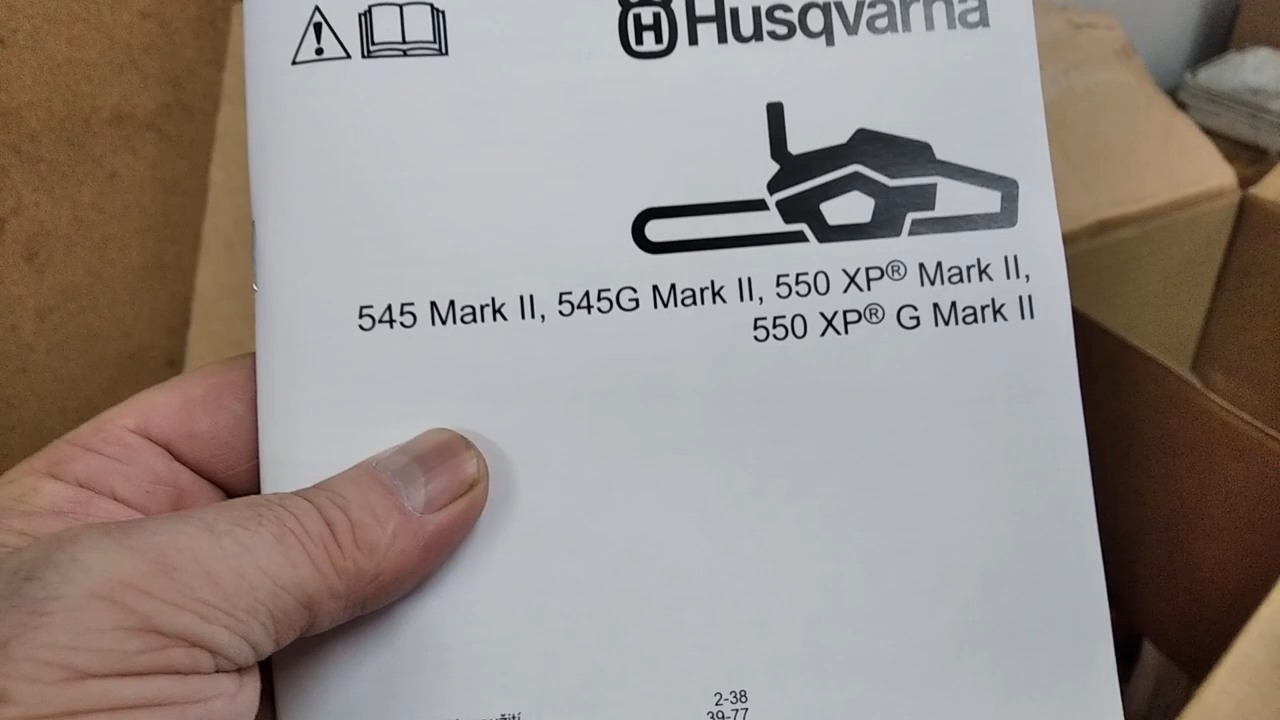 Husqvarna
545 Mark II, 545G Mark II, 550 XP® Mark II,
550 XP® G Mark II
2-38
39-77